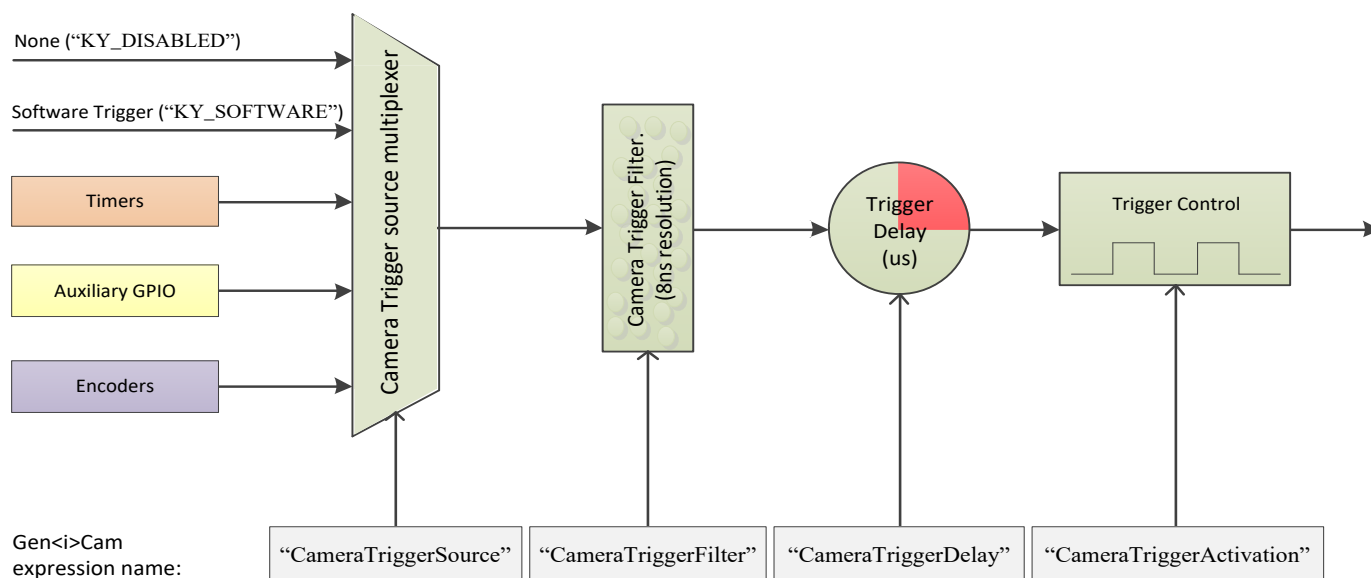 None (“KY_DISABLED”)
Software Trigger (“KY_SOFTWARE”)
Timers
Auxiliary GPIO
Encoders
Camera Trigger source multiplexer
Camera Trigger Filter.
(8ns resolution)
Trigger
Delay
(us)
Trigger Control
Gen<i>Cam
expression name:
“CameraTriggerSource”
“CameraTriggerFilter”
“CameraTriggerDelay”
“CameraTriggerActivation”